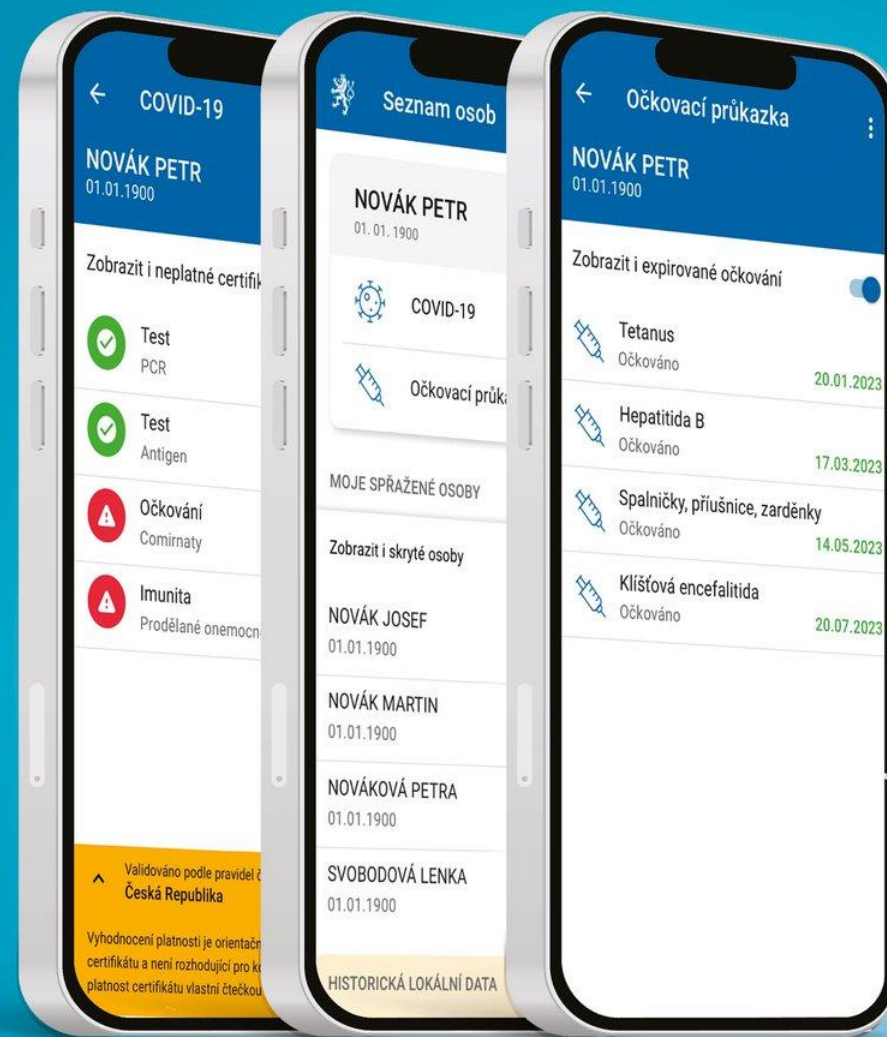 COVID-19
NOVÁK PETR
01.01.1900
Zobrazit i neplatné
Test
PCR
Test
Antigen
Očkování
Comirnaty
Imunita
Prodělané
Validováno podle pravidel
Česká Republika
Vyhodnocení platnosti je
certifikátu a není rozhodující pro
platnost certifikátu vlastní čtečkou
Seznam osob
NOVÁK PETR
01. 01. 1900
COVID-19
Očkovací
MOJE SPŘAŽENÉ OSOBY
Zobrazit i skryté osoby
NOVÁK JOSEF
01.01.1900
NOVÁK MARTIN
01.01.1900
NOVÁKOVÁ PETRA
01.01.1900
SVOBODOVÁ LENKA
01.01.1900
HISTORICKÁ LOKÁLNÍ DATA
Očkovací průkazka
NOVÁK PETR
01.01.1900
Zobrazit i expirované očkování
Tetanus
Očkováno
20.01.2023
Hepatitida B
Očkováno
17.03.2023
Spalničky, příušnice, zarděnky
Očkováno
14.05.2023
Klíšťová encefalitida
Očkováno
20.07.2023